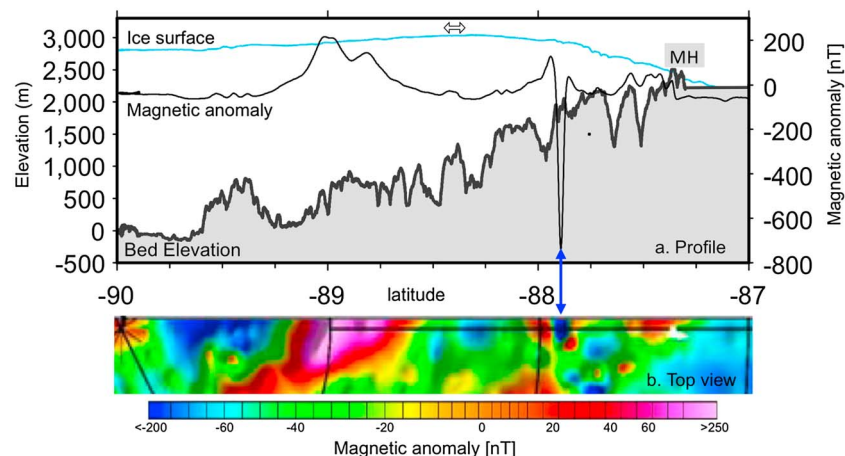 Ice surface
MH
Magnetic anomaly
Bed Elevation
a. Profile
Elevation (m)
3,000
2,500
2,000
1,500
1,000
500
0
-500
Magnetic anomaly [nT]
200
0
-200
-400
-600
-800
-90
-89
latitude
-88
-87
b. Top view
<-200
-60
-40
-20
0
20
40
60
>250
Magnetic anomaly [nT]